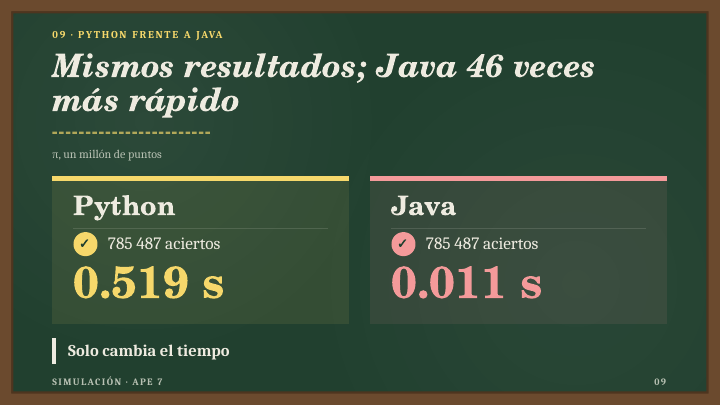 09 · PYTHON FRENTE A JAVA
Mismos resultados; Java 46 veces
más rápido
π, un millón de puntos
Python
✓ 785 487 aciertos
0.519 s
Java
✓ 785 487 aciertos
0.011 s
Solo cambia el tiempo
SIMULACIÓN · APE 7
09